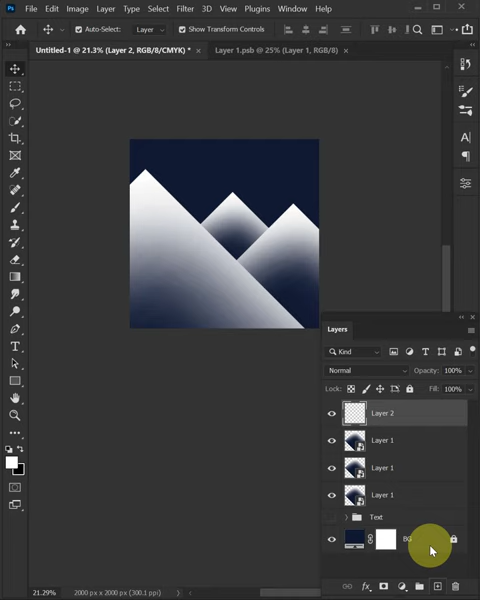 Ps File Edit Image Layer Type Select Filter 3D View Plugins Window Help
Auto-Select: Layer Show Transform Controls
Untitled-1 @ 21.3% (Layer 2, RGB/8/CMYK) * × Layer 1.psb @ 25% (Layer 1, RGB/8) ×
Layers
Kind
Normal Opacity: 100%
Lock: Fill: 100%
Layer 2
Layer 1
Layer 1
Layer 1
Text
BG
fx
21.29% 2000 px x 2000 px (300.1 ppi)